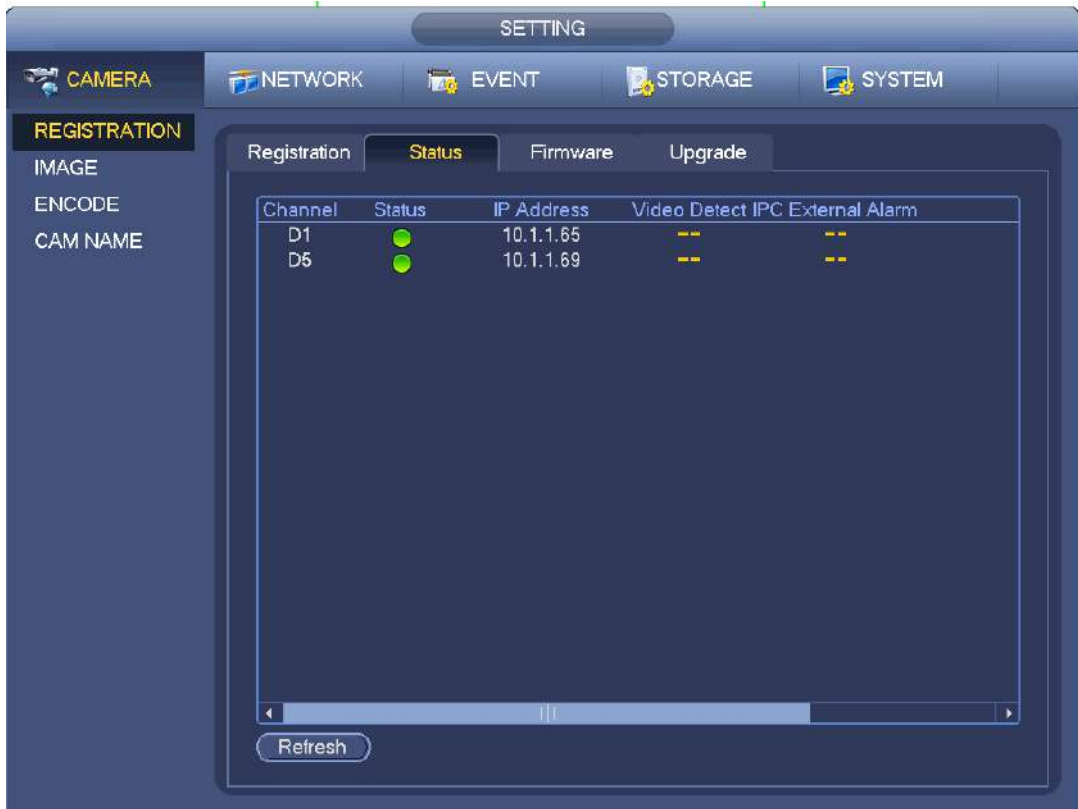 SETTING
CAMERA NETWORK EVENT STORAGE SYSTEM
REGISTRATION
IMAGE
ENCODE
CAM NAME
Registration Status Firmware Upgrade
Channel Status IP Address Video Detect IPC External Alarm
D1 10.1.1.65 -- --
D5 10.1.1.69 -- --
Refresh